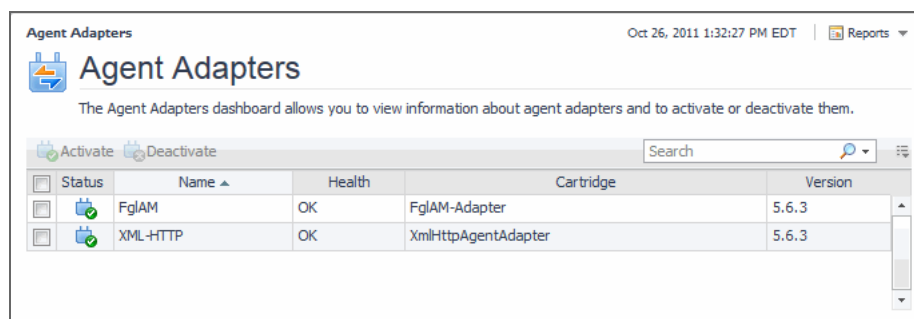 Agent Adapters Oct 26, 2011 1:32:27 PM EDT Reports
Agent Adapters
The Agent Adapters dashboard allows you to view information about agent adapters and to activate or deactivate them.
Activate Deactivate Search
Status Name Health Cartridge Version
FglAM OK FglAM-Adapter 5.6.3
XML-HTTP OK XmlHttpAgentAdapter 5.6.3